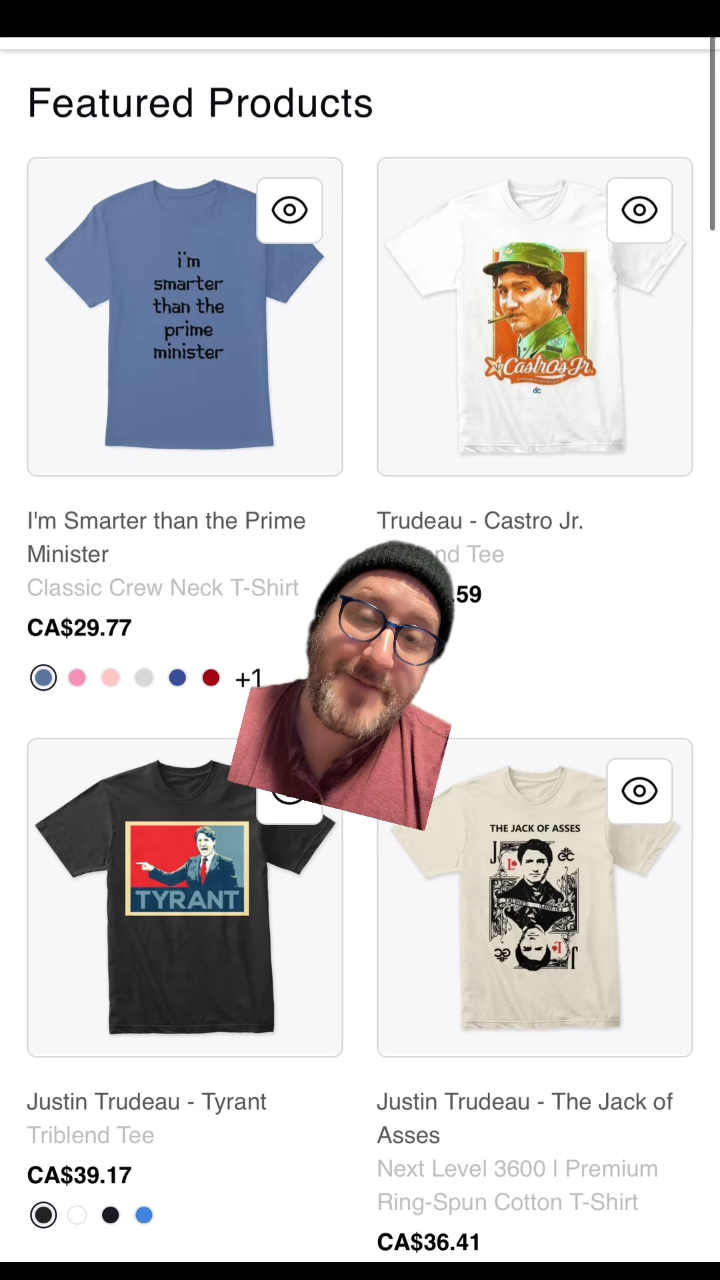 Featured Products
i'm
smarter
than the
prime
minister
Castro's Jr.
I'm Smarter than the Prime
Minister
Classic Crew Neck T-Shirt
CA$29.77
+1
Trudeau - Castro Jr.
nd Tee
.59
TYRANT
THE JACK OF ASSES
J
L
J
Justin Trudeau - Tyrant
Triblend Tee
CA$39.17
Justin Trudeau - The Jack of
Asses
Next Level 3600 | Premium
Ring-Spun Cotton T-Shirt
CA$36.41